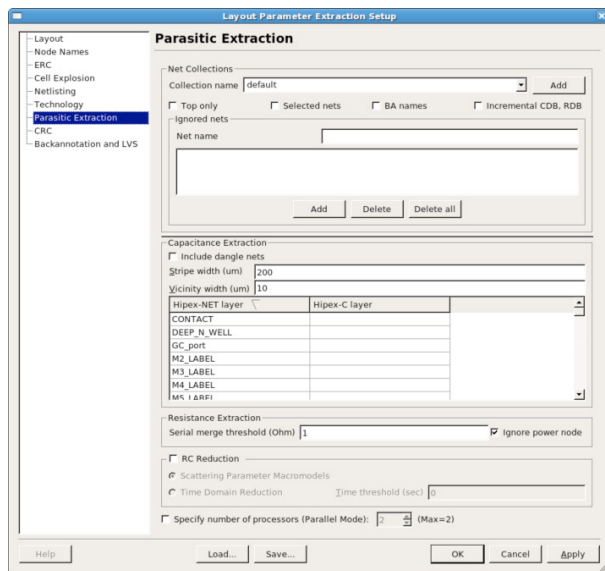 Layout Parameter Extraction Setup
Layout
Node Names
ERC
Cell Explosion
Netlisting
Technology
Parasitic Extraction
CRC
Backannotation and LVS
Parasitic Extraction
Net Collections
Collection name default Add
Top only Selected nets BA names Incremental CDB, RDB
Ignored nets
Net name
Add Delete Delete all
Capacitance Extraction
Include dangle nets
Stripe width (um) 200
Vicinity width (um) 10
Hipex-NET layer Hipex-C layer
CONTACT
DEEP_N_WELL
GC_port
M2_LABEL
M3_LABEL
M4_LABEL
M5_LABEL
Resistance Extraction
Serial merge threshold (Ohm) 1 Ignore power node
RC Reduction
Scattering Parameter Macromodels
Time Domain Reduction Time threshold (sec) 0
Specify number of processors (Parallel Mode): 2 (Max=2)
Help Load... Save... OK Cancel Apply